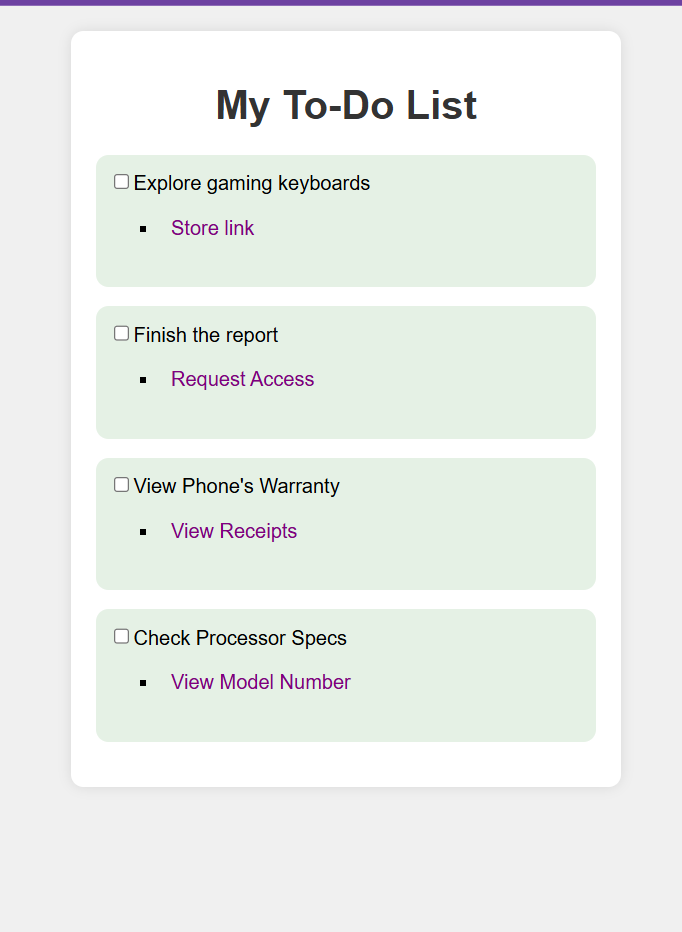 My To-Do List
Explore gaming keyboards
Store link
Finish the report
Request Access
View Phone's Warranty
View Receipts
Check Processor Specs
View Model Number